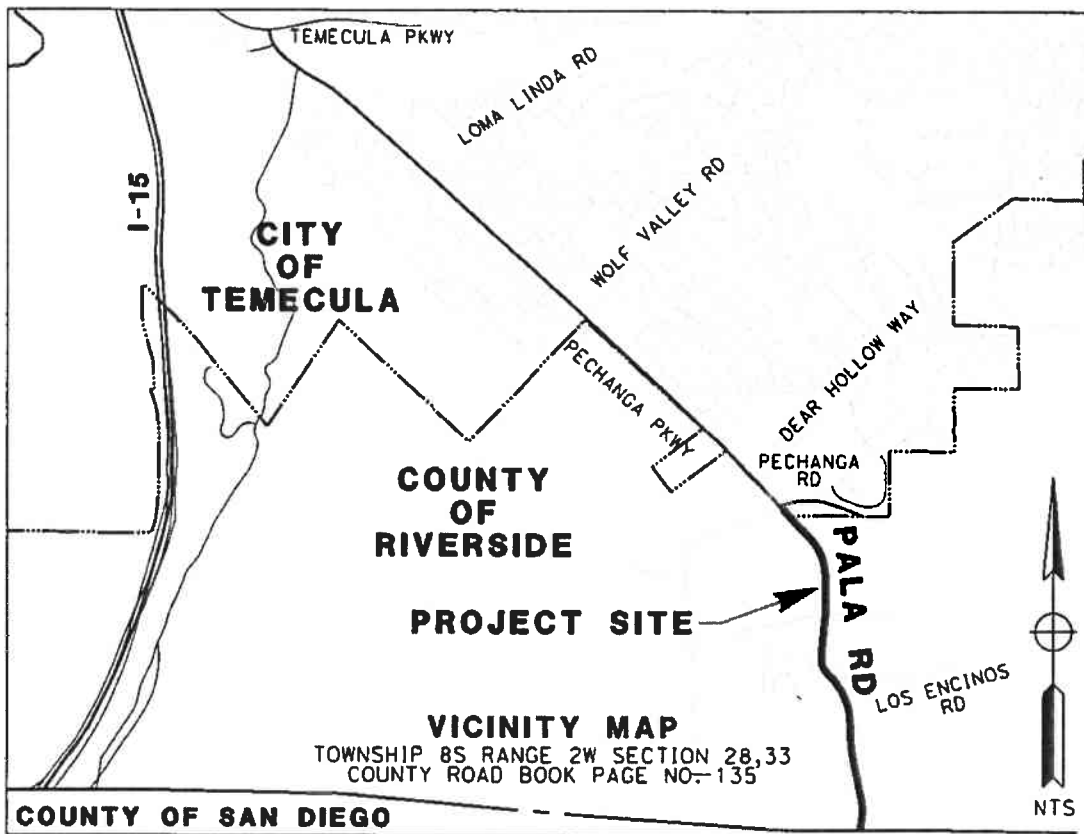 TEMECULA PKWY
LOMA LINDA RD
I-15
WOLF VALLEY RD
CITY
OF
TEMECULA
PECHANGA PKWY
DEAR HOLLOW WAY
PECHANGA
RD
COUNTY
OF
RIVERSIDE
PALA RD
PROJECT SITE
LOS ENCINOS
RD
VICINITY MAP
TOWNSHIP 8S RANGE 2W SECTION 28,33
COUNTY ROAD BOOK PAGE NO. 135
NTS
COUNTY OF SAN DIEGO